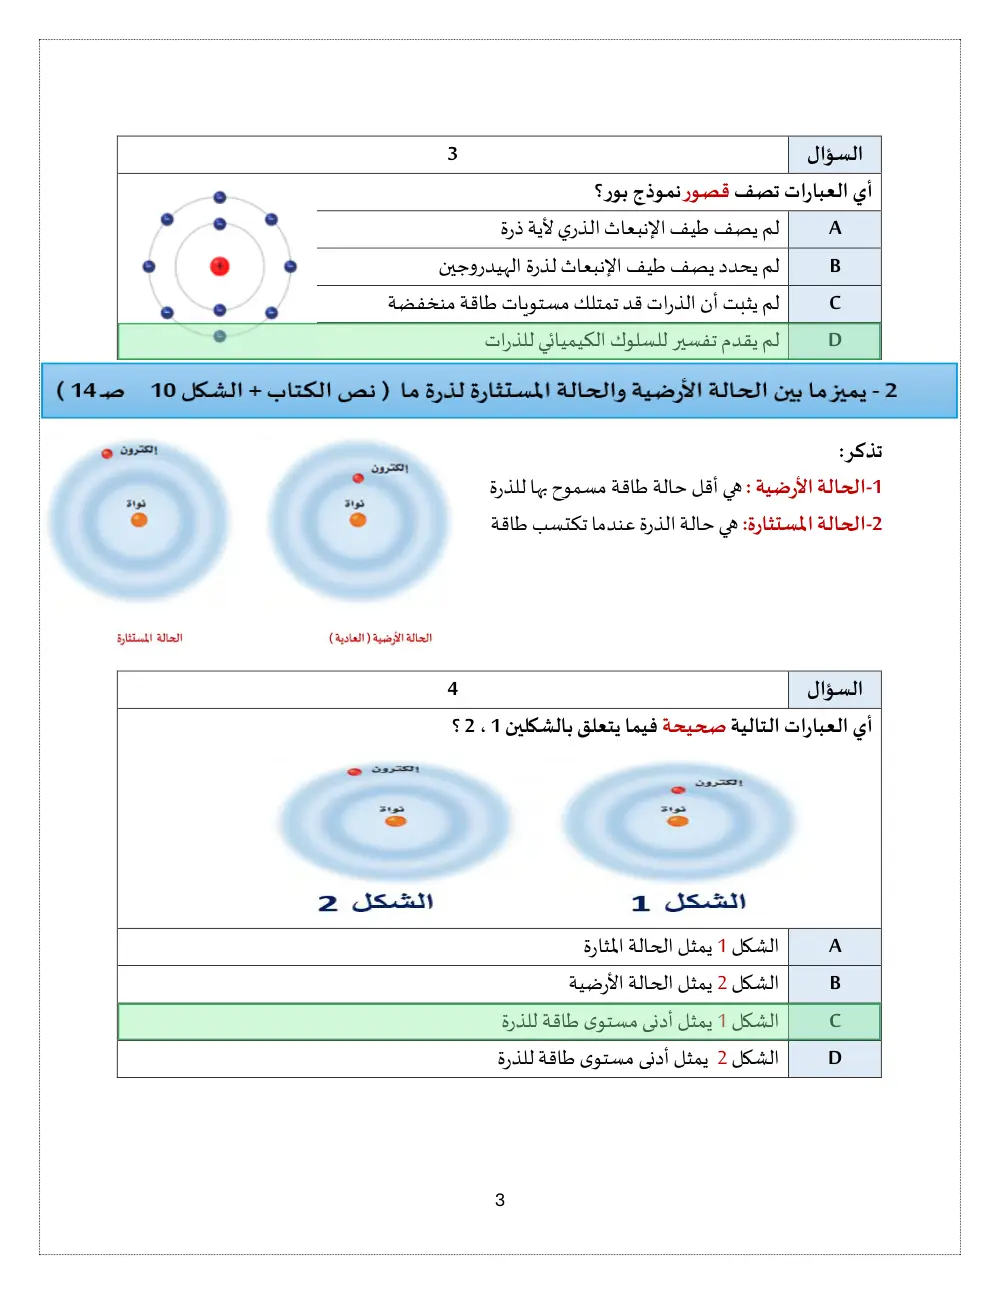 السؤال 3
أي العبارات تصف قصور نموذج بور؟
A لم يصف طيف الإنبعاث الذري لأية ذرة
B لم يحدد يصف طيف الإنبعاث لذرة الهيدروجين
C لم يثبت أن الذرات قد تمتلك مستويات طاقة منخفضة
D لم يقدم تفسير للسلوك الكيميائي للذرات
2 - يميز ما بين الحالة الأرضية والحالة المستثارة لذرة ما ( نص الكتاب + الشكل 10 صـ 14 )
تذكر:
1-الحالة الأرضية : هي أقل حالة طاقة مسموح بها للذرة
2-الحالة المستثارة: هي حالة الذرة عندما تكتسب طاقة
إلكترون
نواة
إلكترون
نواة
الحالة الأرضية ( العادية )
الحالة المستثارة
السؤال 4
أي العبارات التالية صحيحة فيما يتعلق بالشكلين 1 ، 2 ؟
إلكترون
نواة
إلكترون
نواة
الشكل 1
الشكل 2
A الشكل 1 يمثل الحالة المثارة
B الشكل 2 يمثل الحالة الأرضية
C الشكل 1 يمثل أدنى مستوى طاقة للذرة
D الشكل 2 يمثل أدنى مستوى طاقة للذرة
3